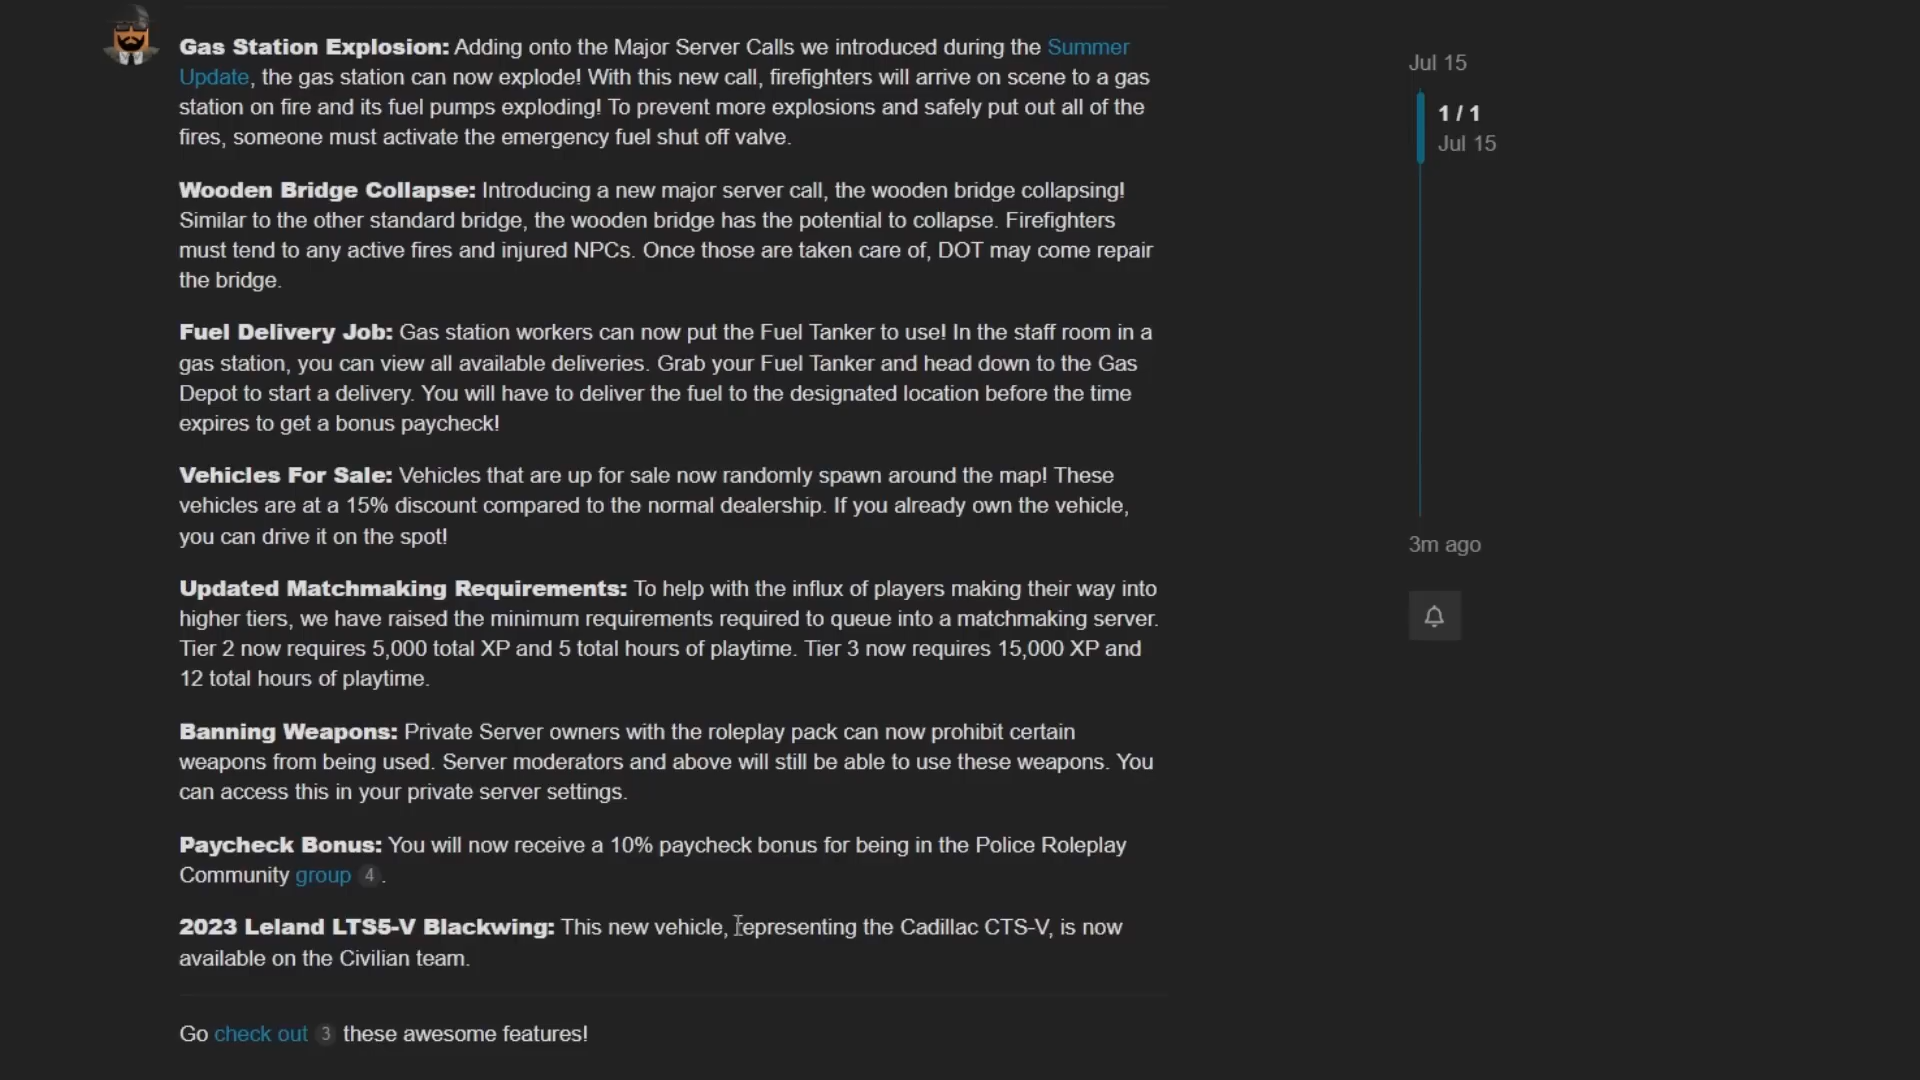 Gas Station Explosion: Adding onto the Major Server Calls we introduced during the Summer
Update, the gas station can now explode! With this new call, firefighters will arrive on scene to a gas
station on fire and its fuel pumps exploding! To prevent more explosions and safely put out all of the
fires, someone must activate the emergency fuel shut off valve.
Wooden Bridge Collapse: Introducing a new major server call, the wooden bridge collapsing!
Similar to the other standard bridge, the wooden bridge has the potential to collapse. Firefighters
must tend to any active fires and injured NPCs. Once those are taken care of, DOT may come repair
the bridge.
Fuel Delivery Job: Gas station workers can now put the Fuel Tanker to use! In the staff room in a
gas station, you can view all available deliveries. Grab your Fuel Tanker and head down to the Gas
Depot to start a delivery. You will have to deliver the fuel to the designated location before the time
expires to get a bonus paycheck!
Vehicles For Sale: Vehicles that are up for sale now randomly spawn around the map! These
vehicles are at a 15% discount compared to the normal dealership. If you already own the vehicle,
you can drive it on the spot!
Updated Matchmaking Requirements: To help with the influx of players making their way into
higher tiers, we have raised the minimum requirements required to queue into a matchmaking server.
Tier 2 now requires 5,000 total XP and 5 total hours of playtime. Tier 3 now requires 15,000 XP and
12 total hours of playtime.
Banning Weapons: Private Server owners with the roleplay pack can now prohibit certain
weapons from being used. Server moderators and above will still be able to use these weapons. You
can access this in your private server settings.
Paycheck Bonus: You will now receive a 10% paycheck bonus for being in the Police Roleplay
Community group 4.
2023 Leland LTS5-V Blackwing: This new vehicle, representing the Cadillac CTS-V, is now
available on the Civilian team.
Go check out 3 these awesome features!
Jul 15
1 / 1
Jul 15
3m ago